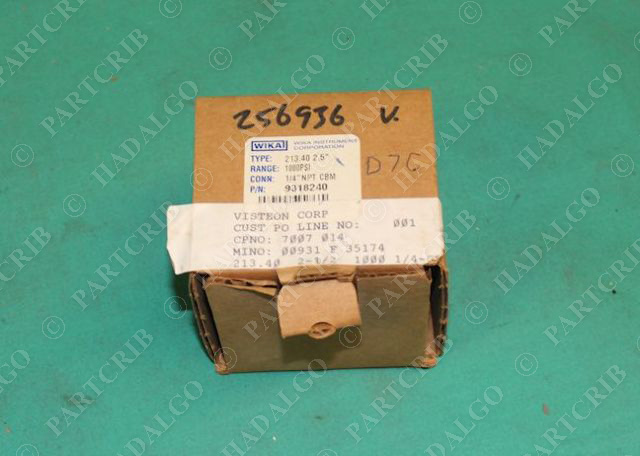 256936 V.
WIKA WIKA INSTRUMENT CORPORATION
TYPE: 213.40 2.5"
RANGE: 1000PSI
CONN: 1/4" NPT CBM
P/N: 9318240
D7C
VISTEON CORP
CUST PO LINE NO: 001
CPNO: 7007 014
MINO: 00931 F 35174
213.40 2-1/2 1000 1/4-
© PARTCRIB
© HADALGO